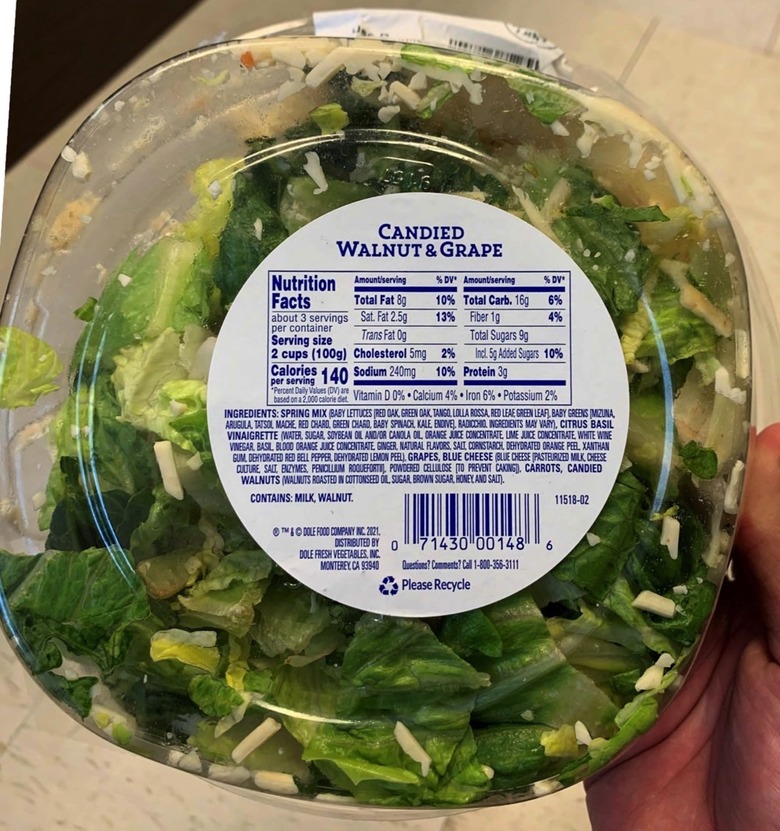 CANDIED
WALNUT & GRAPE
Nutrition
Facts
about 3 servings
per container
Serving size
2 cups (100g)
Calories
per serving 140
*Percent Daily Values (DV) are
based on a 2,000 calorie diet.
Amount/serving % DV*
Total Fat 8g 10%
Sat. Fat 2.5g 13%
Trans Fat 0g
Cholesterol 5mg 2%
Sodium 240mg 10%
Amount/serving % DV*
Total Carb. 16g 6%
Fiber 1g 4%
Total Sugars 9g
Incl. 5g Added Sugars 10%
Protein 3g
Vitamin D 0% • Calcium 4% • Iron 6% • Potassium 2%
INGREDIENTS: SPRING MIX (BABY LETTUCES [RED OAK, GREEN OAK, TANGO, LOLLA ROSSA, RED LEAF, GREEN LEAF], BABY GREENS [MIZUNA,
ARUGULA, TATSOI, MACHE, RED CHARD, GREEN CHARD, BABY SPINACH, KALE, ENDIVE], RADICCHIO. INGREDIENTS MAY VARY), CITRUS BASIL
VINAIGRETTE (WATER, SUGAR, SOYBEAN OIL AND/OR CANOLA OIL, ORANGE JUICE CONCENTRATE, LIME JUICE CONCENTRATE, WHITE WINE
VINEGAR, BASIL, BLOOD ORANGE JUICE CONCENTRATE, GINGER, NATURAL FLAVORS, SALT, CORNSTARCH, DEHYDRATED ORANGE PEEL, XANTHAN
GUM, DEHYDRATED RED BELL PEPPER, DEHYDRATED LEMON PEEL), GRAPES, BLUE CHEESE (BLUE CHEESE [PASTEURIZED MILK, CHEESE
CULTURE, SALT, ENZYMES, PENICILLIUM ROQUEFORTII], POWDERED CELLULOSE [TO PREVENT CAKING]), CARROTS, CANDIED
WALNUTS (WALNUTS ROASTED IN COTTONSEED OIL, SUGAR, BROWN SUGAR, HONEY, AND SALT).
CONTAINS: MILK, WALNUT.
11518-02
® ™ & © DOLE FOOD COMPANY INC. 2021.
DISTRIBUTED BY
DOLE FRESH VEGETABLES, INC.
MONTEREY, CA 93940
0 71430 00148 6
Questions? Comments? Call 1-800-356-3111
Please Recycle